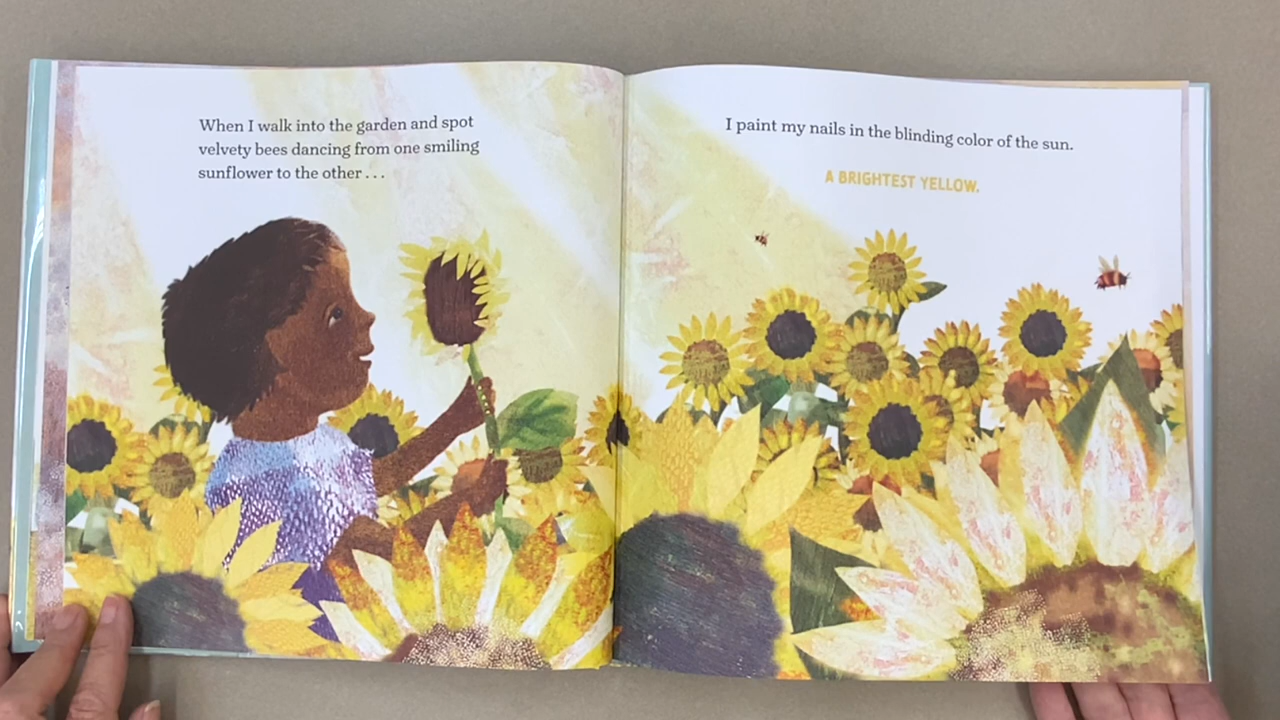 When I walk into the garden and spot
velvety bees dancing from one smiling
sunflower to the other . . .
I paint my nails in the blinding color of the sun.
A BRIGHTEST YELLOW.